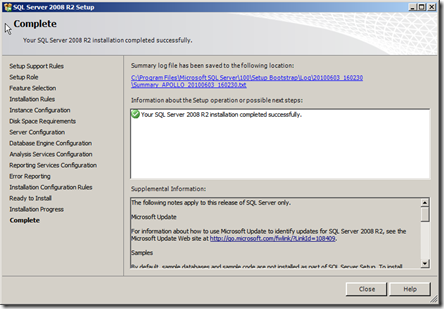 SQL Server 2008 R2 Setup
Complete
Your SQL Server 2008 R2 installation completed successfully.
Setup Support Rules
Setup Role
Feature Selection
Installation Rules
Instance Configuration
Disk Space Requirements
Server Configuration
Database Engine Configuration
Analysis Services Configuration
Reporting Services Configuration
Error Reporting
Installation Configuration Rules
Ready to Install
Installation Progress
Complete
Summary log file has been saved to the following location:
C:\Program Files\Microsoft SQL Server\100\Setup Bootstrap\Log\20100603_160230
\Summary_APOLLO_20100603_160230.txt
Information about the Setup operation or possible next steps:
Your SQL Server 2008 R2 installation completed successfully.
Supplemental Information:
The following notes apply to this release of SQL Server only.
Microsoft Update
For information about how to use Microsoft Update to identify updates for SQL Server 2008 R2, see the
Microsoft Update Web site at http://go.microsoft.com/fwlink/?LinkId=108409.
Samples
By default, sample databases and sample code are not installed as part of SQL Server Setup. To install
Close
Help